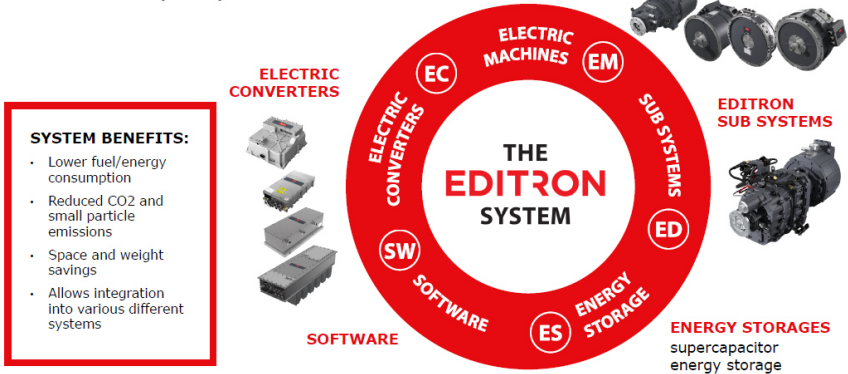 SYSTEM BENEFITS:
• Lower fuel/energy
consumption
• Reduced CO2 and
small particle
emissions
• Space and weight
savings
• Allows integration
into various different
systems
ELECTRIC
CONVERTERS
SOFTWARE
ELECTRIC
MACHINES
EM
SUB SYSTEMS
ED
ENERGY
STORAGE
ES
SOFTWARE
SW
ELECTRIC
CONVERTERS
EC
THE
EDITRON
SYSTEM
EDITRON
SUB SYSTEMS
ENERGY STORAGES
supercapacitor
energy storage